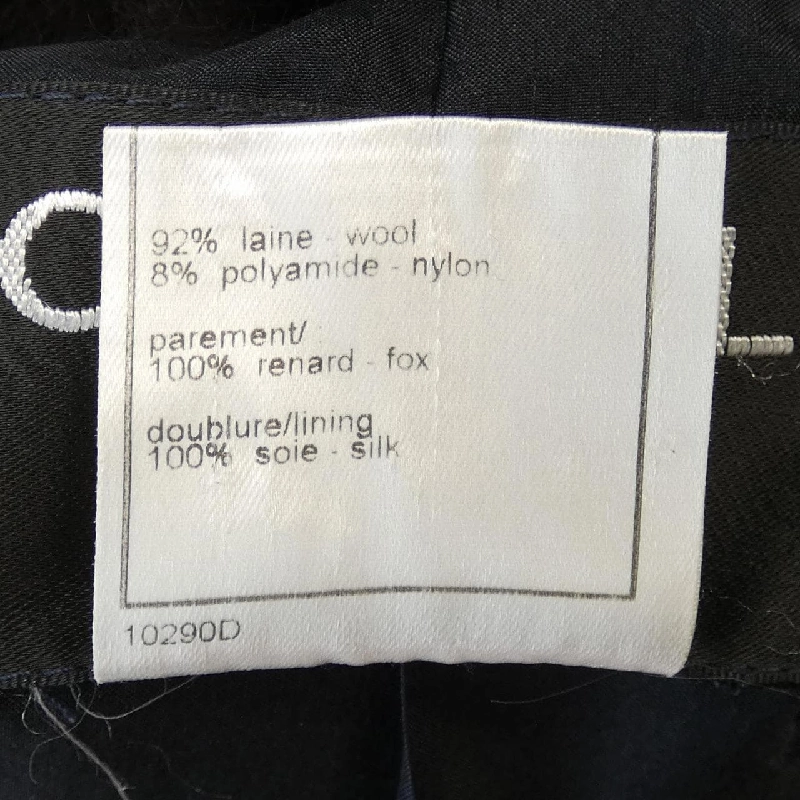 92% laine - wool
8% polyamide - nylon
parement/
100% renard - fox
doublure/lining
100% soie - silk
10290D